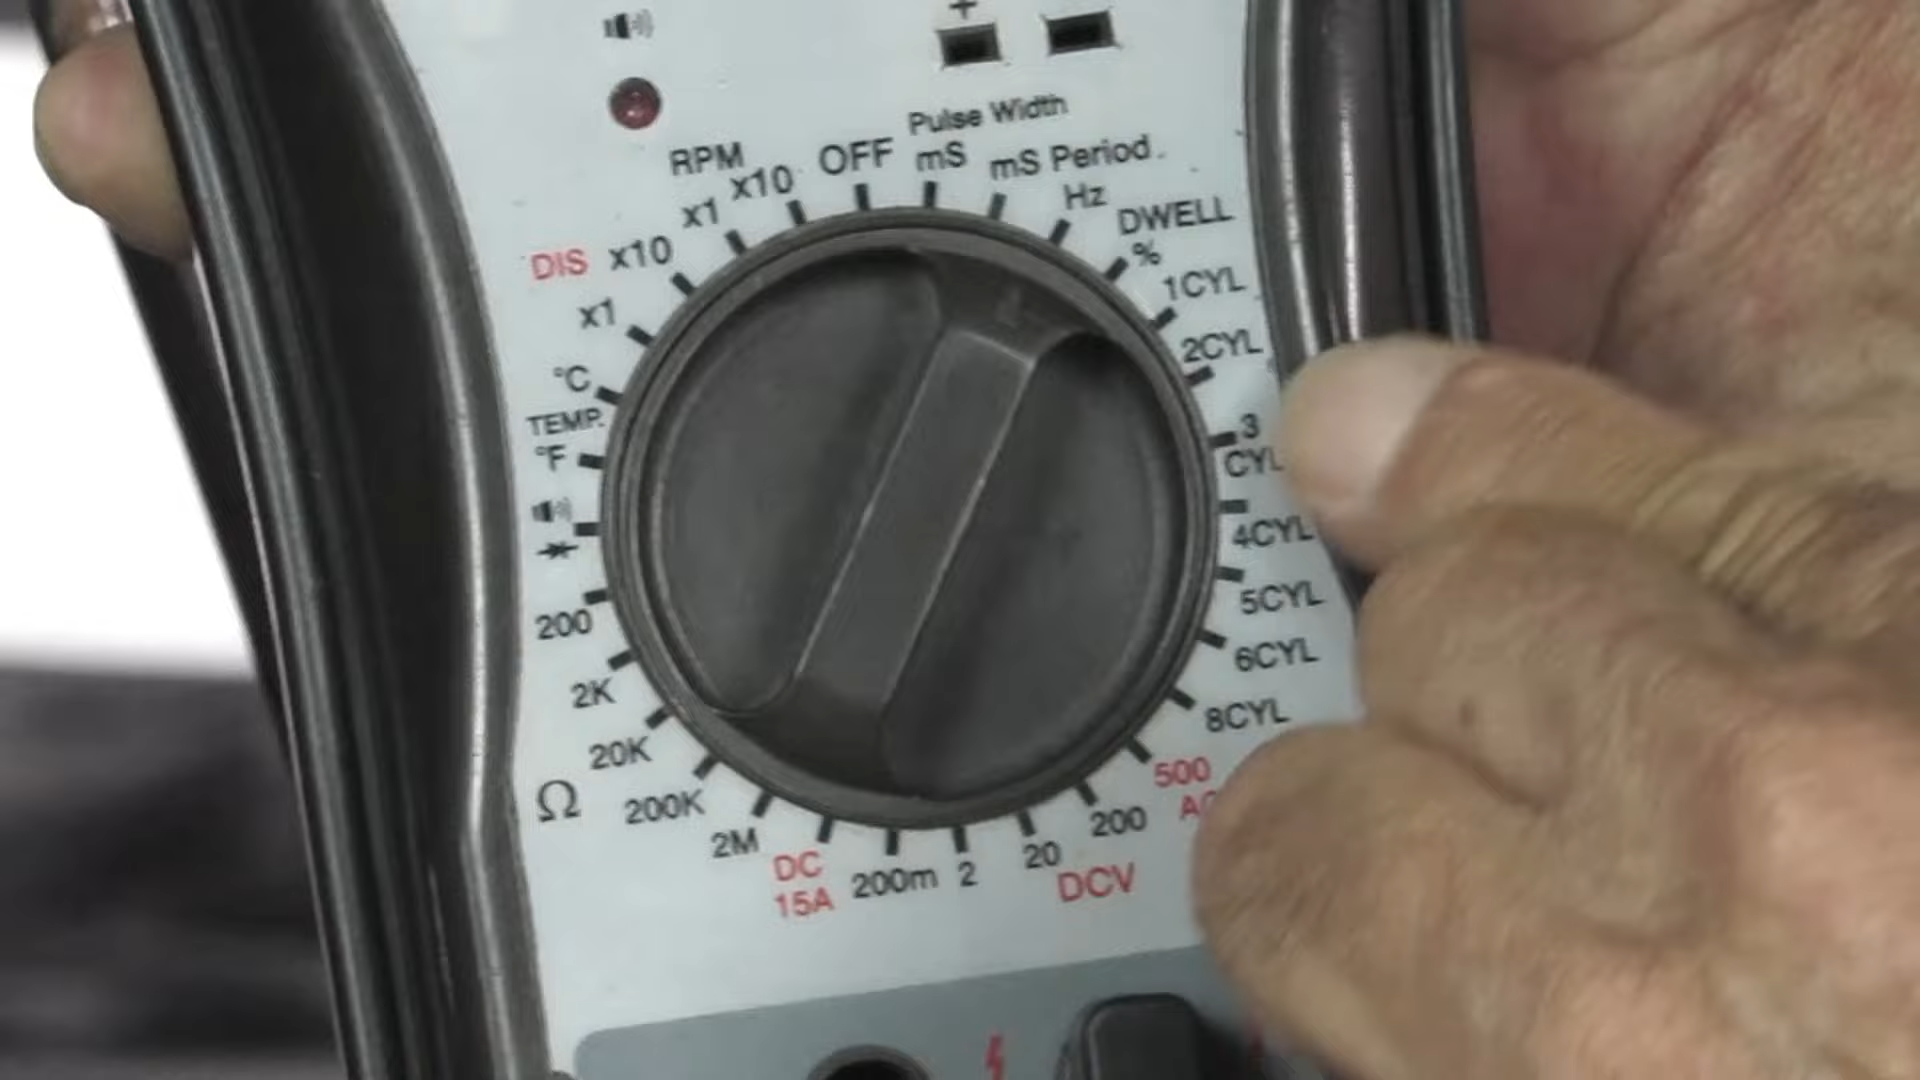 +
Pulse Width
RPM
x1
x10
OFF
mS
mS Period
Hz
DWELL
%
DIS
x10
x1
1CYL
2CYL
3
CYL
4CYL
5CYL
6CYL
8CYL
°C
TEMP.
°F
200
2K
20K
200K
2M
Ω
DC
15A
200m
2
20
200
DCV
500